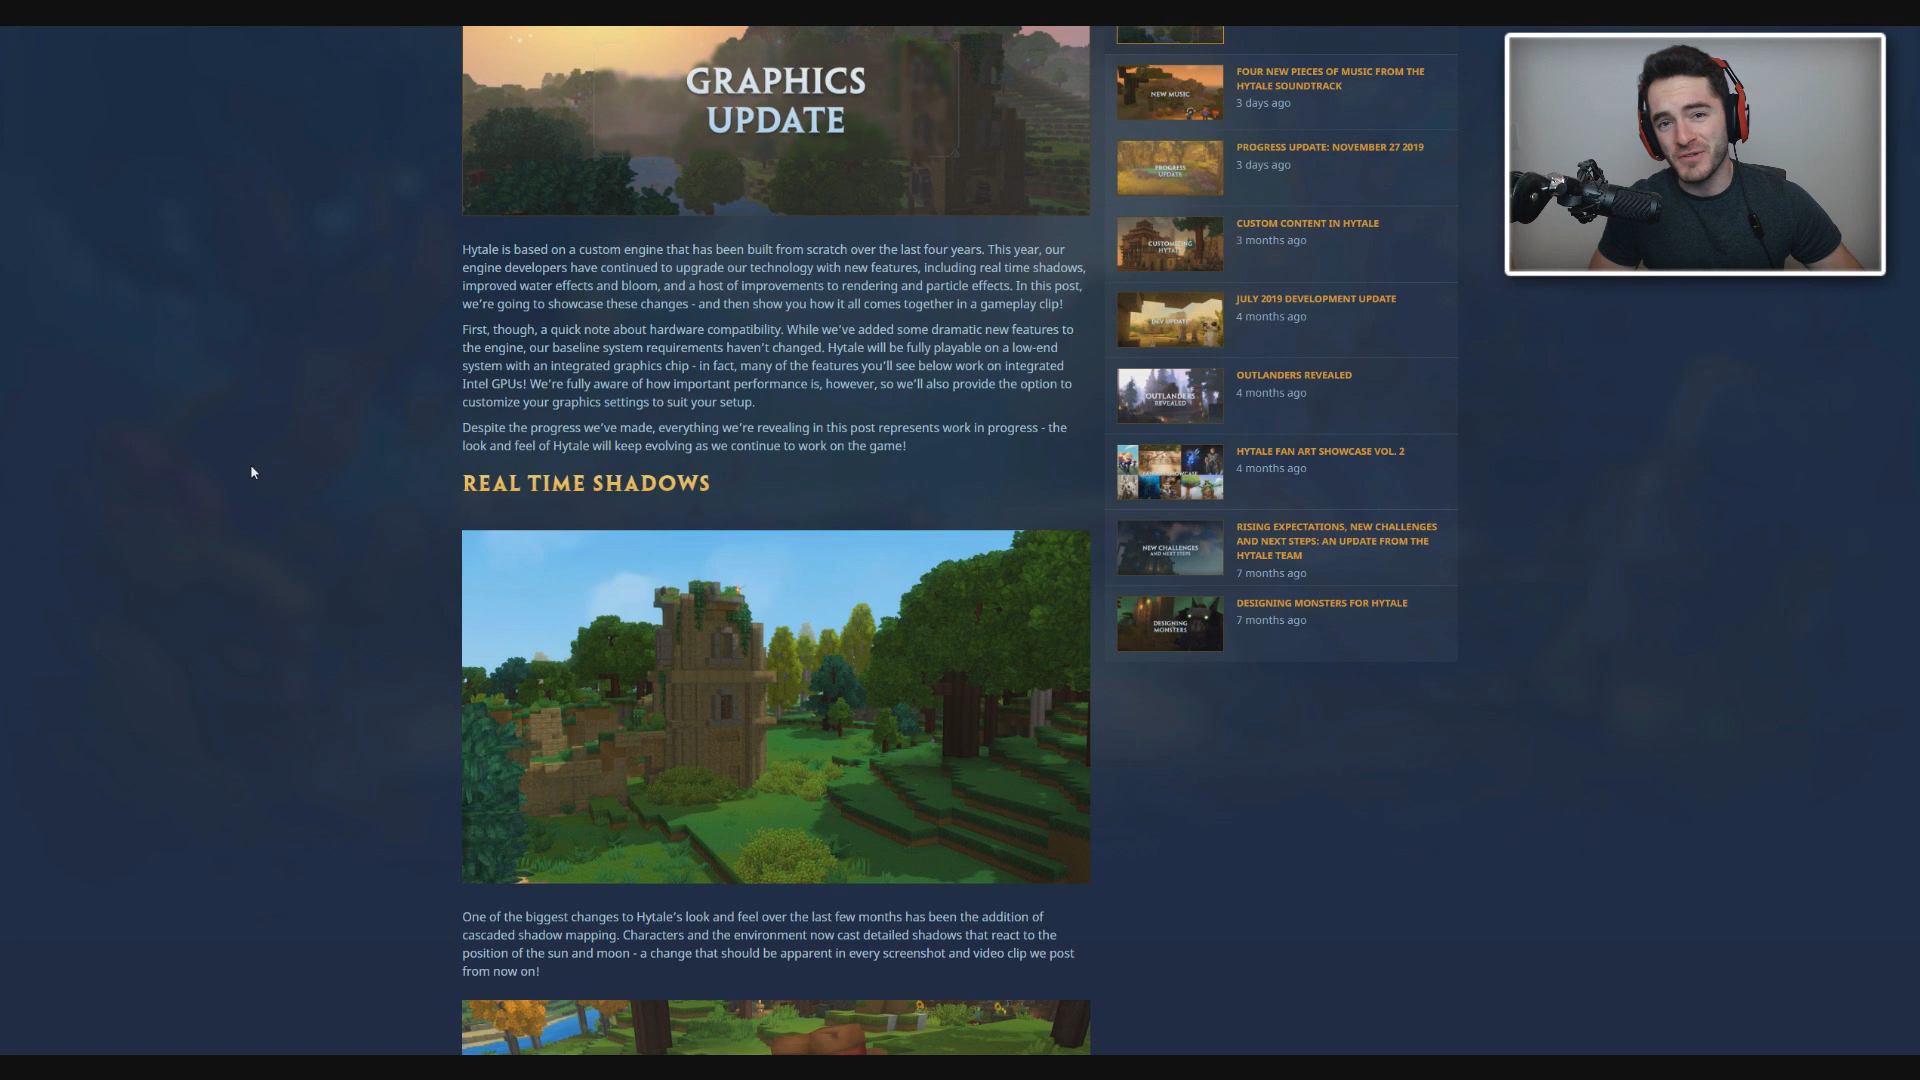 GRAPHICS
UPDATE
Hytale is based on a custom engine that has been built from scratch over the last four years. This year, our
engine developers have continued to upgrade our technology with new features, including real time shadows,
improved water effects and bloom, and a host of improvements to rendering and particle effects. In this post,
we're going to showcase these changes - and then show you how it all comes together in a gameplay clip!
First, though, a quick note about hardware compatibility. While we've added some dramatic new features to
the engine, our baseline system requirements haven't changed. Hytale will be fully playable on a low-end
system with an integrated graphics chip - in fact, many of the features you'll see below work on integrated
Intel GPUs! We're fully aware of how important performance is, however, so we'll also provide the option to
customize your graphics settings to suit your setup.
Despite the progress we've made, everything we're revealing in this post represents work in progress - the
look and feel of Hytale will keep evolving as we continue to work on the game!
REAL TIME SHADOWS
One of the biggest changes to Hytale's look and feel over the last few months has been the addition of
cascaded shadow mapping. Characters and the environment now cast detailed shadows that react to the
position of the sun and moon - a change that should be apparent in every screenshot and video clip we post
from now on!
NEW MUSIC
FOUR NEW PIECES OF MUSIC FROM THE
HYTALE SOUNDTRACK
3 days ago
PROGRESS
UPDATE
PROGRESS UPDATE: NOVEMBER 27 2019
3 days ago
CUSTOMIZING
HYTALE
CUSTOM CONTENT IN HYTALE
3 months ago
DEV UPDATE
JULY 2019 DEVELOPMENT UPDATE
4 months ago
OUTLANDERS
REVEALED
OUTLANDERS REVEALED
4 months ago
HYTALE FAN ART SHOWCASE VOL. 2
4 months ago
NEW CHALLENGES
AND NEXT STEPS
RISING EXPECTATIONS, NEW CHALLENGES
AND NEXT STEPS: AN UPDATE FROM THE
HYTALE TEAM
7 months ago
DESIGNING
MONSTERS
DESIGNING MONSTERS FOR HYTALE
7 months ago